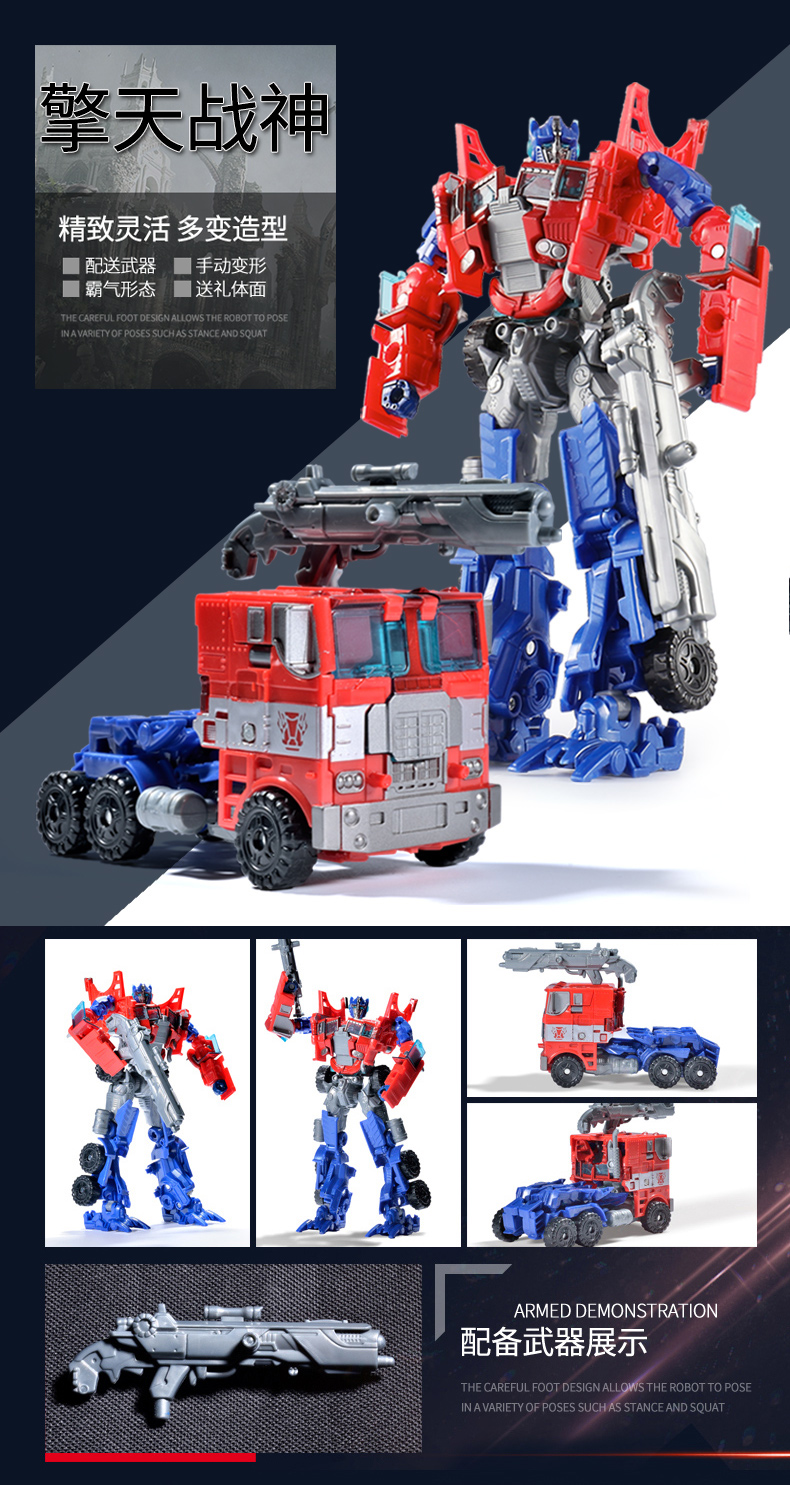 擎天战神
精致灵活 多变造型
配送武器 手动变形
霸气形态 送礼体面
THE CAREFUL FOOT DESIGN ALLOWS THE ROBOT TO POSE
IN A VARIETY OF POSES SUCH AS STANCE AND SQUAT
ARMED DEMONSTRATION
配备武器展示
THE CAREFUL FOOT DESIGN ALLOWS THE ROBOT TO POSE
IN A VARIETY OF POSES SUCH AS STANCE AND SQUAT